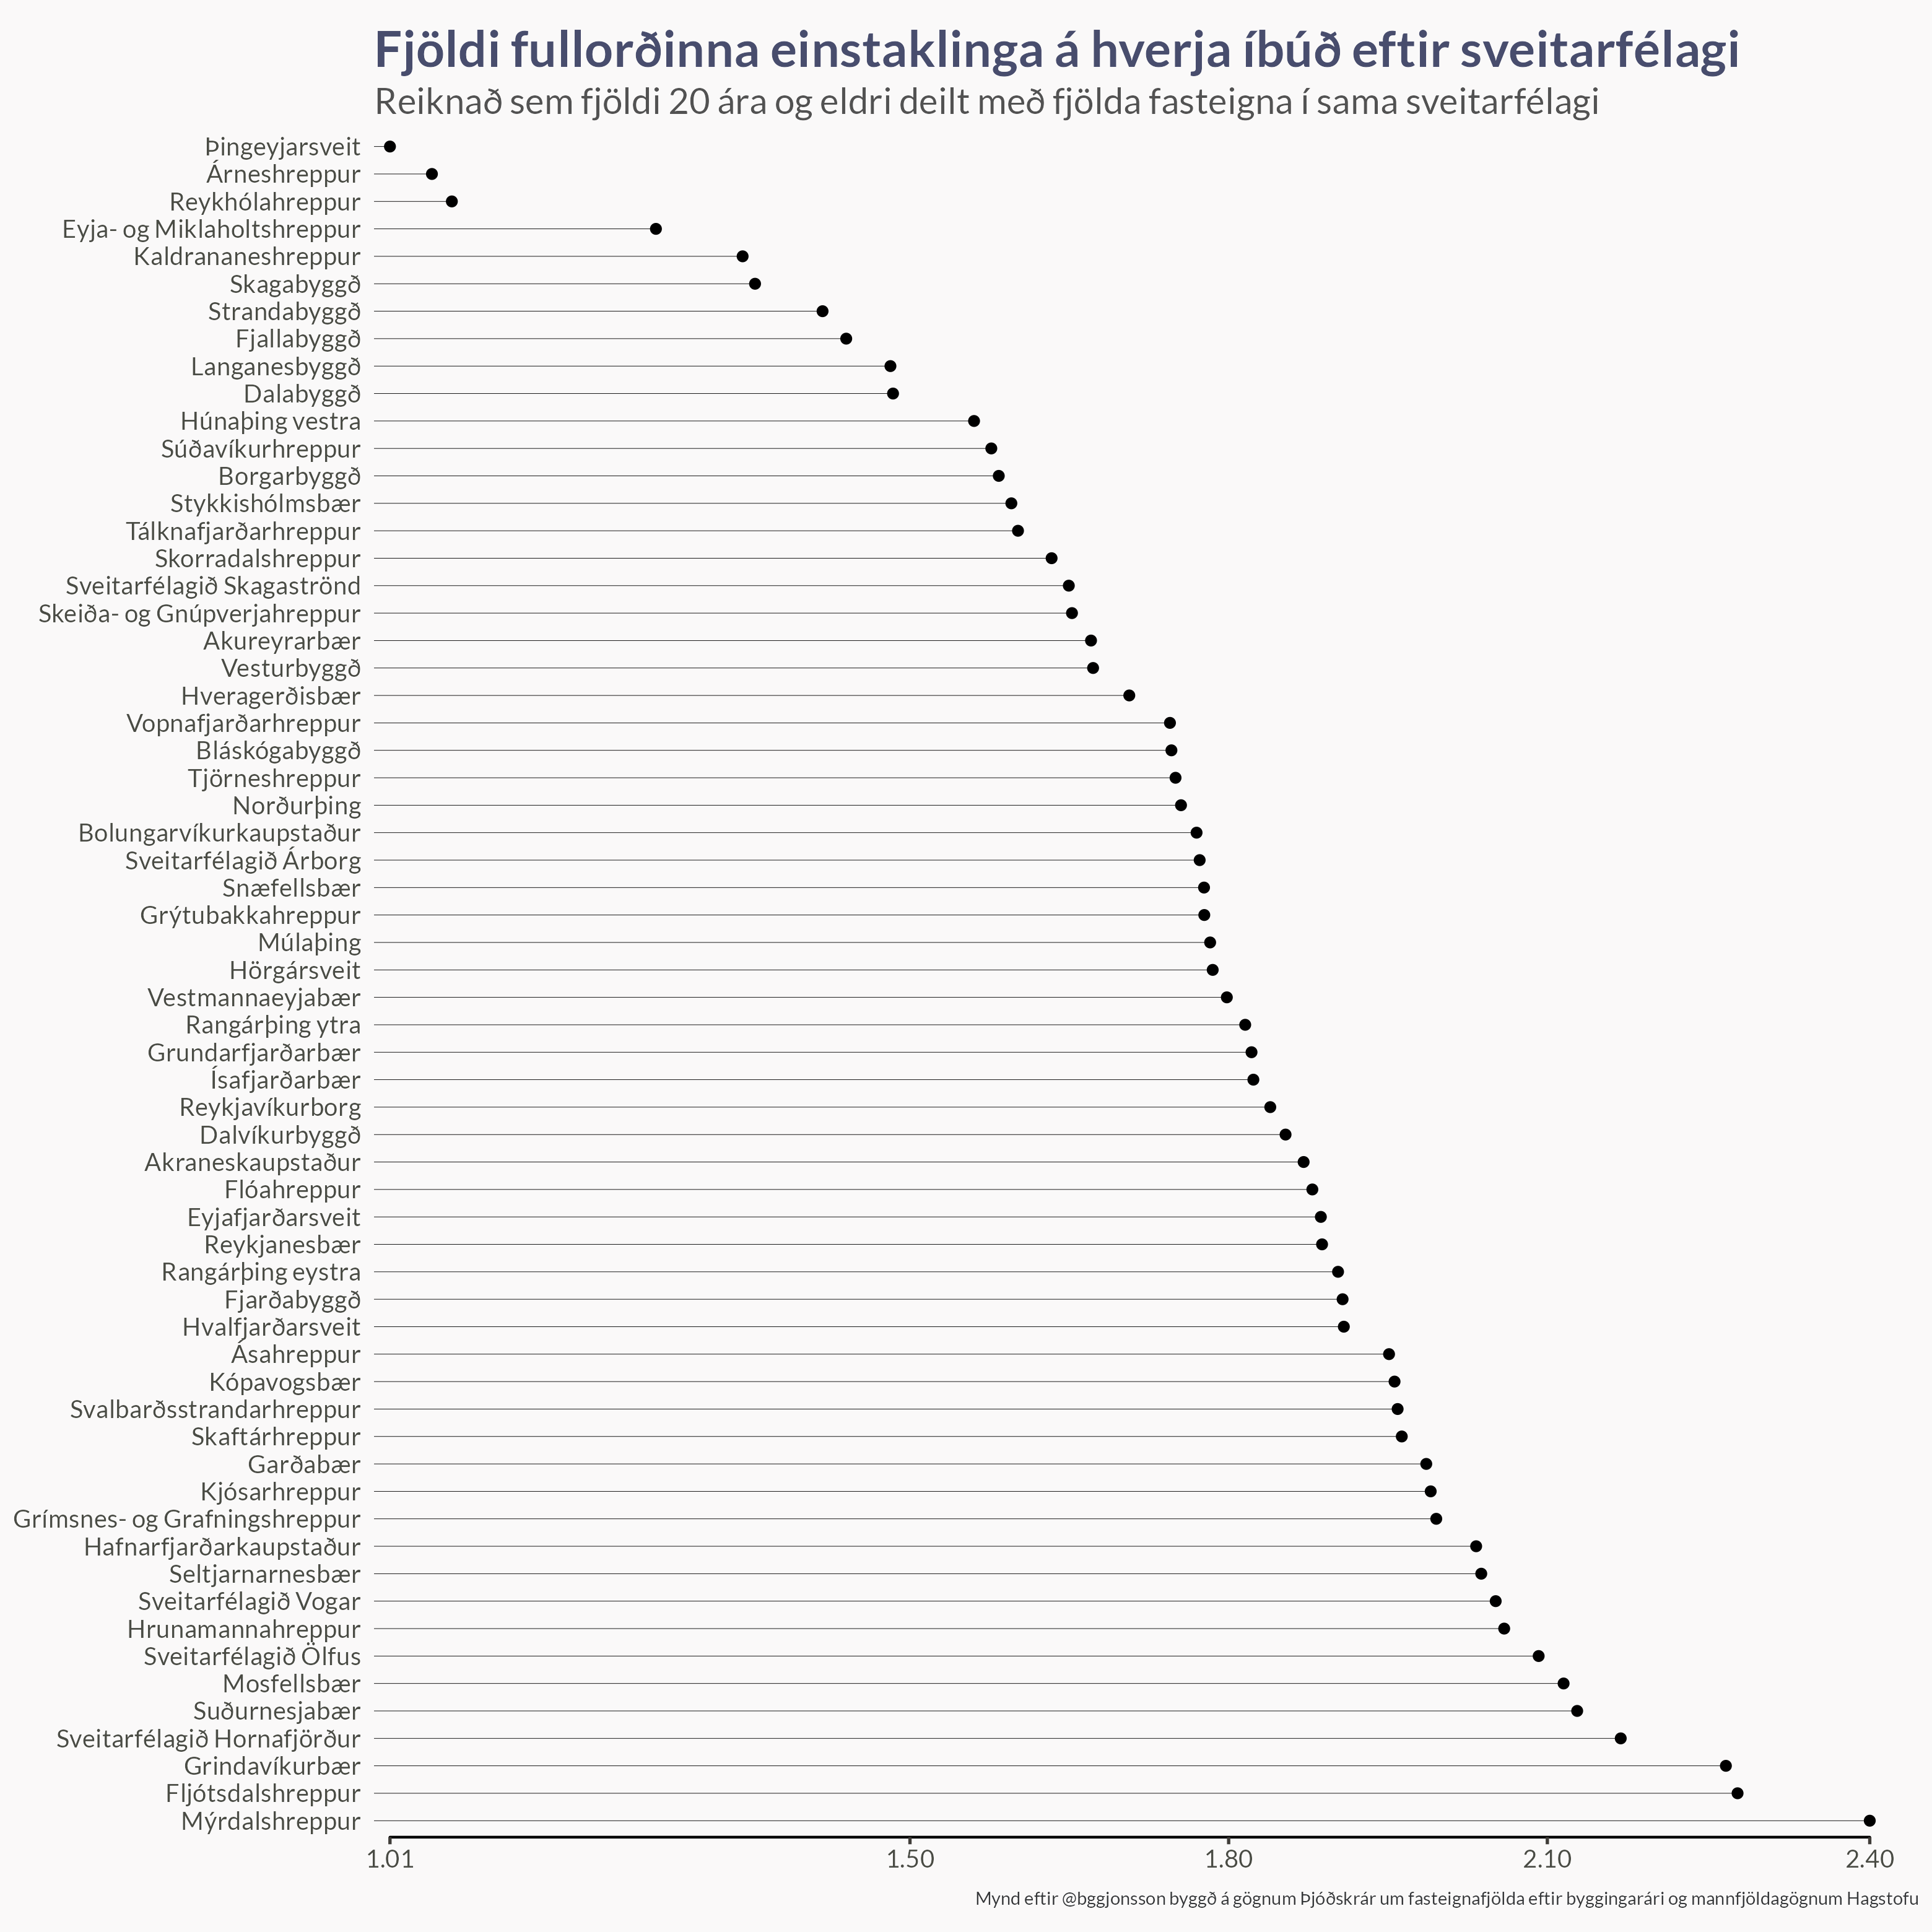 Fjöldi fullorðinna einstaklinga á hverja íbúð eftir sveitarfélagi
Reiknað sem fjöldi 20 ára og eldri deilt með fjölda fasteigna í sama sveitarfélagi
Þingeyjarsveit
Árneshreppur
Reykhólahreppur
Eyja- og Miklaholtshreppur
Kaldrananeshreppur
Skagabyggð
Strandabyggð
Fjallabyggð
Langanesbyggð
Dalabyggð
Húnaþing vestra
Súðavíkurhreppur
Borgarbyggð
Stykkishólmsbær
Tálknafjarðarhreppur
Skorradalshreppur
Sveitarfélagið Skagaströnd
Skeiða- og Gnúpverjahreppur
Akureyrarbær
Vesturbyggð
Hveragerðisbær
Vopnafjarðarhreppur
Bláskógabyggð
Tjörneshreppur
Norðurþing
Bolungarvíkurkaupstaður
Sveitarfélagið Árborg
Snæfellsbær
Grýtubakkahreppur
Múlaþing
Hörgársveit
Vestmannaeyjabær
Rangárþing ytra
Grundarfjarðarbær
Ísafjarðarbær
Reykjavíkurborg
Dalvíkurbyggð
Akraneskaupstaður
Flóahreppur
Eyjafjarðarsveit
Reykjanesbær
Rangárþing eystra
Fjarðabyggð
Hvalfjarðarsveit
Ásahreppur
Kópavogsbær
Svalbarðsstrandarhreppur
Skaftárhreppur
Garðabær
Kjósarhreppur
Grímsnes- og Grafningshreppur
Hafnarfjarðarkaupstaður
Seltjarnarnesbær
Sveitarfélagið Vogar
Hrunamannahreppur
Sveitarfélagið Ölfus
Mosfellsbær
Suðurnesjabær
Sveitarfélagið Hornafjörður
Grindavíkurbær
Fljótsdalshreppur
Mýrdalshreppur
1.01 1.50 1.80 2.10 2.40
Mynd eftir @bggjonsson byggð á gögnum Þjóðskrár um fasteignafjölda eftir byggingarári og mannfjöldagögnum Hagstofu